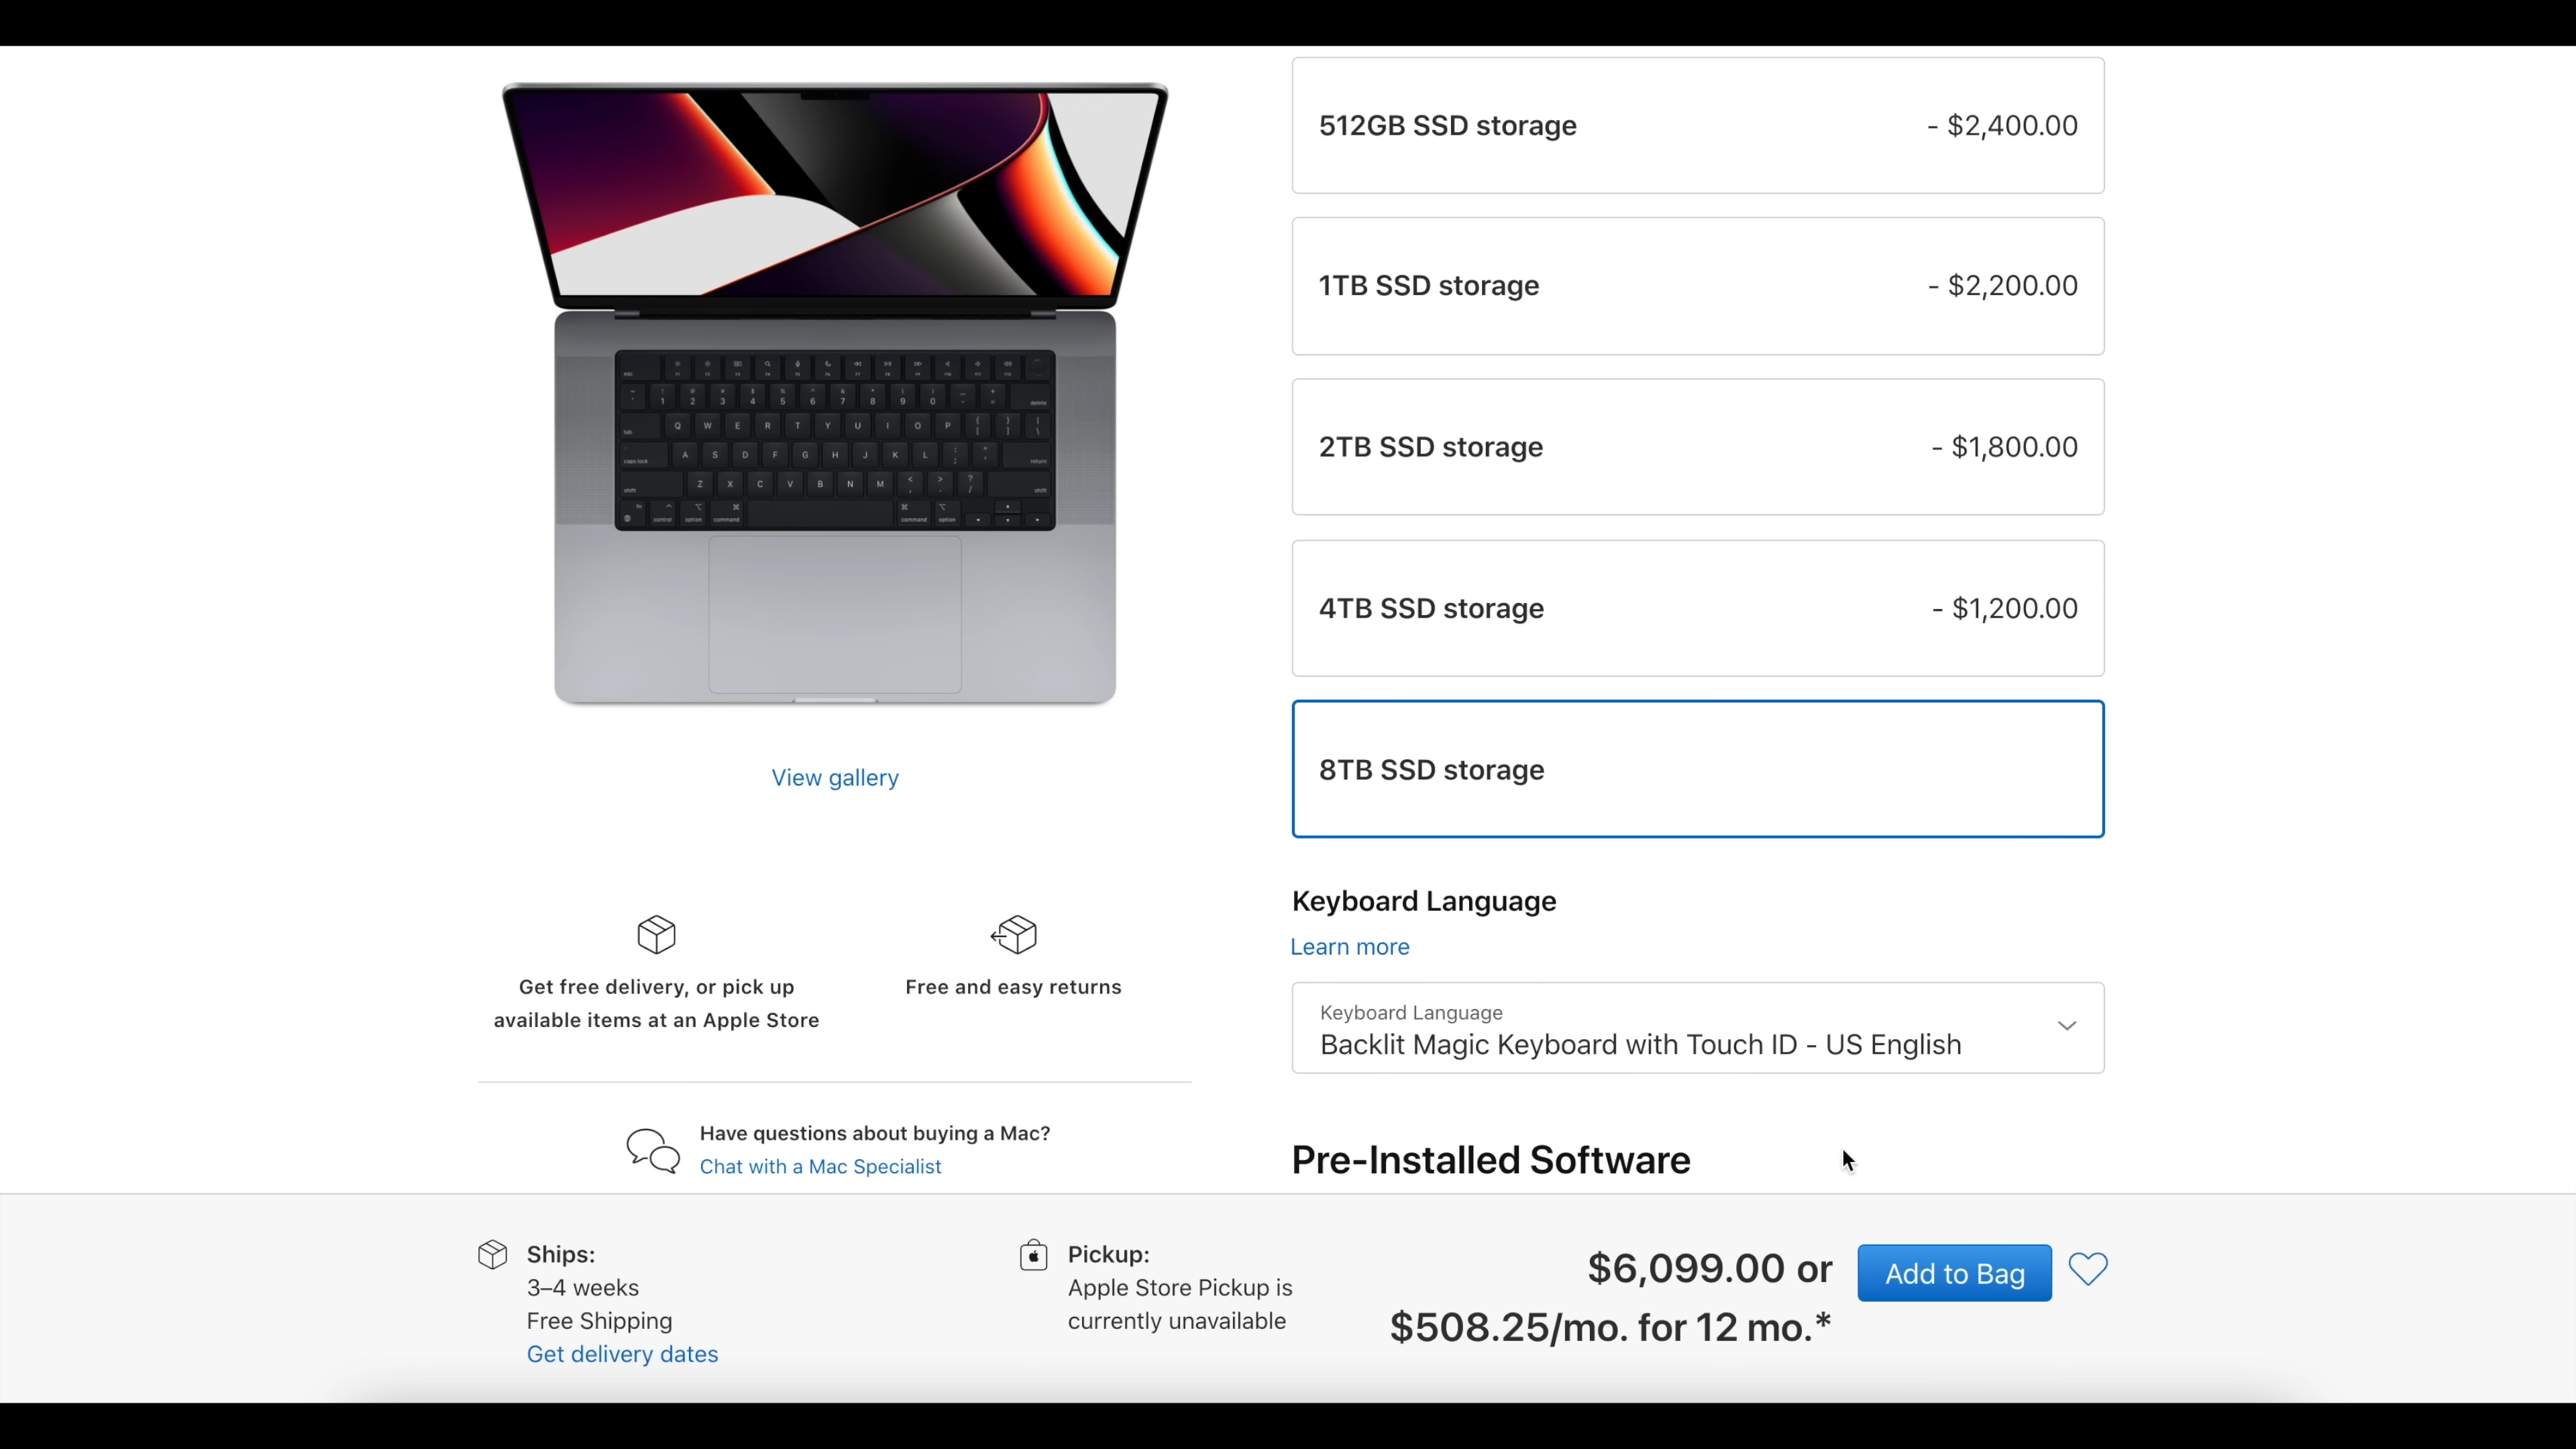 512GB SSD storage - $2,400.00
1TB SSD storage - $2,200.00
2TB SSD storage - $1,800.00
4TB SSD storage - $1,200.00
8TB SSD storage
View gallery
Get free delivery, or pick up
available items at an Apple Store
Free and easy returns
Have questions about buying a Mac?
Chat with a Mac Specialist
Keyboard Language
Learn more
Keyboard Language
Backlit Magic Keyboard with Touch ID - US English
Pre-Installed Software
Ships:
3–4 weeks
Free Shipping
Get delivery dates
Pickup:
Apple Store Pickup is
currently unavailable
$6,099.00 or
$508.25/mo. for 12 mo.*
Add to Bag